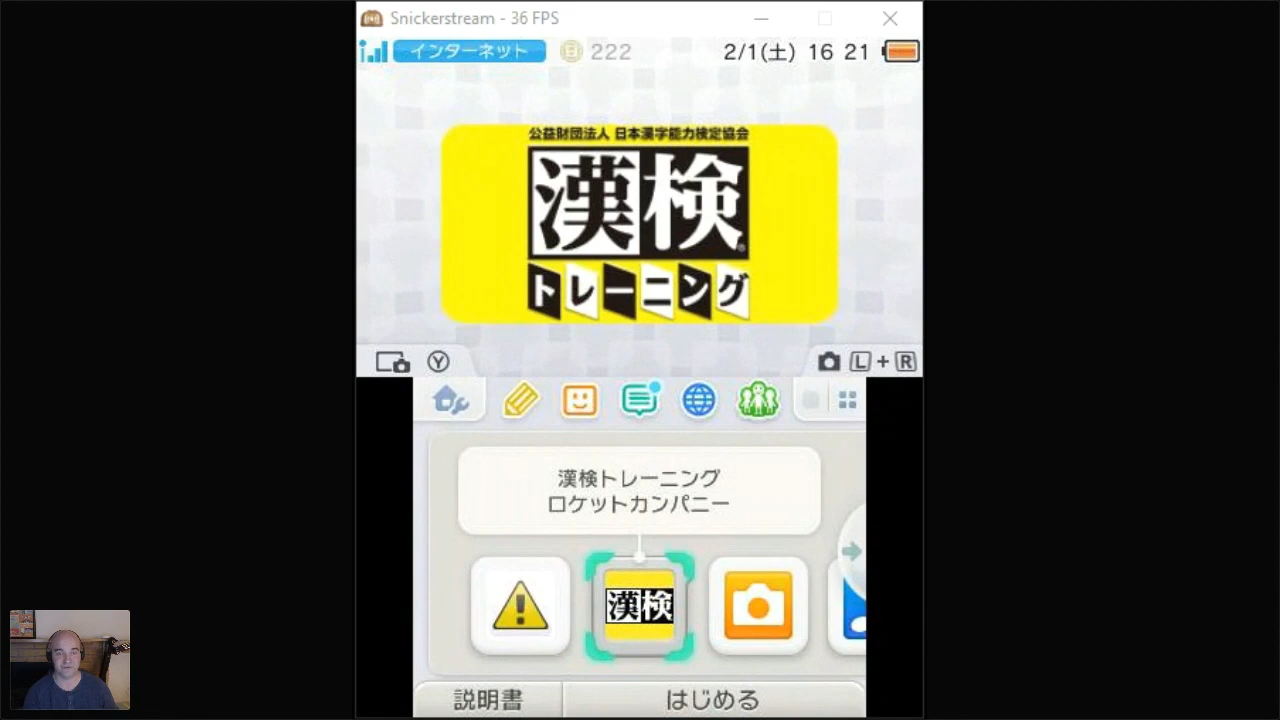 Snickerstream - 36 FPS
インターネット 222 2/1(土) 16 21
公益財団法人 日本漢字能力検定協会
漢検
トレーニング
Y L + R
漢検トレーニング
ロケットカンパニー
漢検
説明書 はじめる